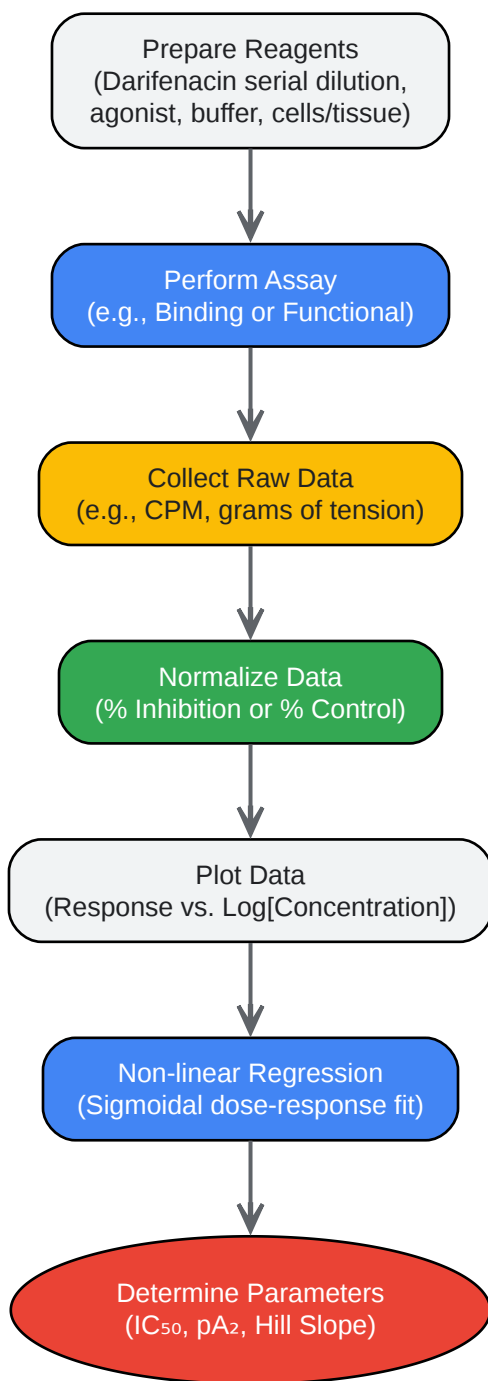 Prepare Reagents
(Darifenacin serial dilution,
agonist, buffer, cells/tissue)
Perform Assay
(e.g., Binding or Functional)
Collect Raw Data
(e.g., CPM, grams of tension)
Normalize Data
(% Inhibition or % Control)
Plot Data
(Response vs. Log[Concentration])
Non-linear Regression
(Sigmoidal dose-response fit)
Determine Parameters
(IC₅₀, pA₂, Hill Slope)